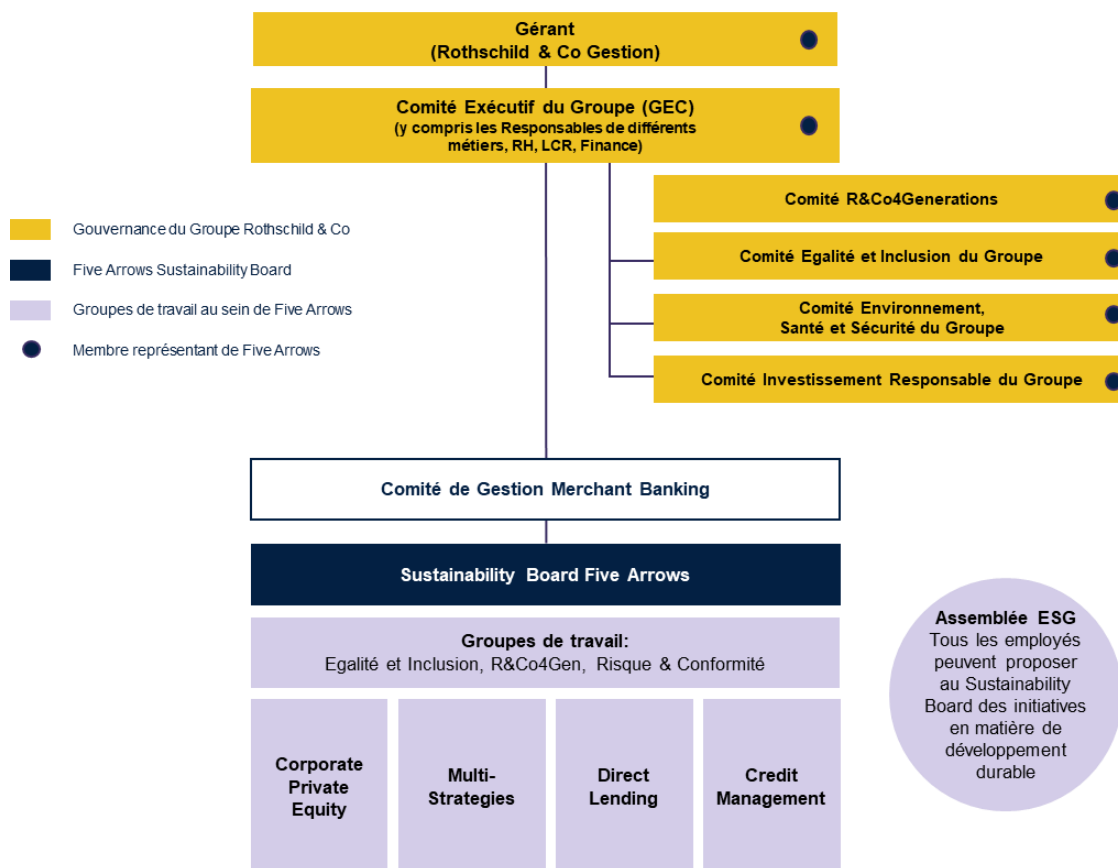 Gérant
(Rothschild & Co Gestion)
Comité Exécutif du Groupe (GEC)
(y compris les Responsables de différents
métiers, RH, LCR, Finance)
Comité R&Co4Generations
Comité Egalité et Inclusion du Groupe
Comité Environnement,
Santé et Sécurité du Groupe
Comité Investissement Responsable du Groupe
Gouvernance du Groupe Rothschild & Co
Five Arrows Sustainability Board
Groupes de travail au sein de Five Arrows
Membre représentant de Five Arrows
Comité de Gestion Merchant Banking
Sustainability Board Five Arrows
Groupes de travail:
Egalité et Inclusion, R&Co4Gen, Risque & Conformité
Corporate
Private
Equity
Multi-
Strategies
Direct
Lending
Credit
Management
Assemblée ESG
Tous les employés
peuvent proposer
au Sustainability
Board des initiatives
en matière de
développement
durable